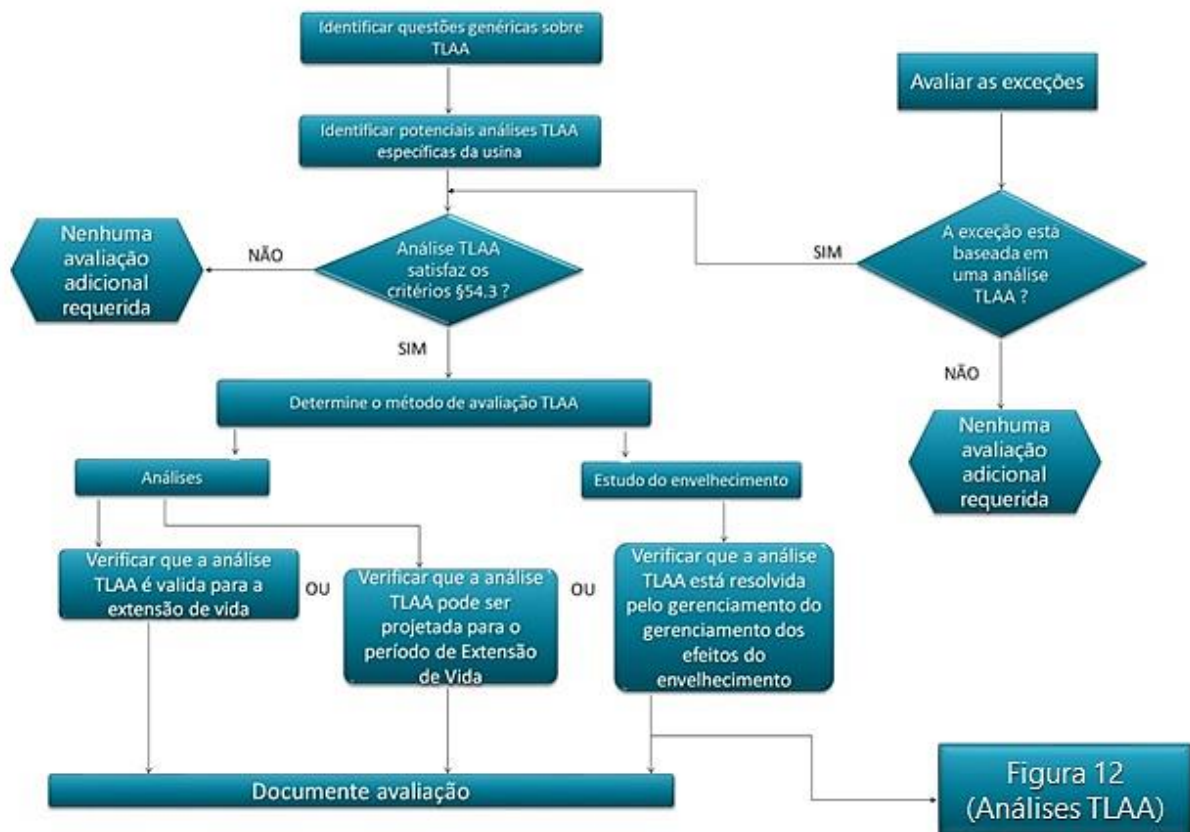 Identificar questões genéricas sobre
TLAA
Avaliar as exceções
Identificar potenciais análises TLAA
específicas da usina
Nenhuma
avaliação
adicional
requerida
NÃO
Análise TLAA
satisfaz os
critérios §54.3 ?
SIM
A exceção está
baseada em
uma análise
TLAA ?
SIM
NÃO
Determine o método de avaliação TLAA
Nenhuma
avaliação
adicional
requerida
Análises
Estudo do envelhecimento
Verificar que a análise
TLAA é valida para a
extensão de vida
OU
Verificar que a análise
TLAA pode ser
projetada para o
período de Extensão
de Vida
OU
Verificar que a análise
TLAA está resolvida
pelo gerenciamento do
gerenciamento dos
efeitos do
envelhecimento
Documente avaliação
Figura 12
(Análises TLAA)